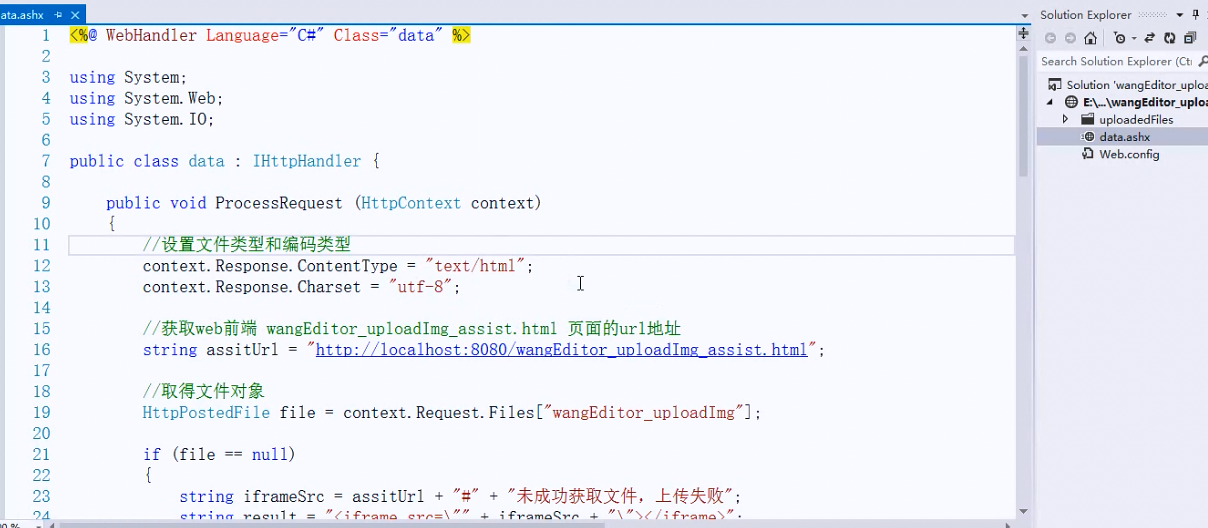 ata.ashx
Solution Explorer
1 <%@ WebHandler Language="C#" Class="data" %>
2
Search Solution Explorer (Ct
3 using System;
4 using System.Web;
Solution 'wangEditor_uploa
5 using System.IO;
E:\...\wangEditor_uploa
6
uploadedFiles
7 public class data : IHttpHandler {
data.ashx
8
Web.config
9 public void ProcessRequest (HttpContext context)
10 {
11 //设置文件类型和编码类型
12 context.Response.ContentType = "text/html";
13 context.Response.Charset = "utf-8";
14
15 //获取web前端 wangEditor_uploadImg_assist.html 页面的url地址
16 string assitUrl = "http://localhost:8080/wangEditor_uploadImg_assist.html";
17
18 //取得文件对象
19 HttpPostedFile file = context.Request.Files["wangEditor_uploadImg"];
20
21 if (file == null)
22 {
23 string iframeSrc = assitUrl + "#" + "未成功获取文件，上传失败";
24 string result = "<iframe src=\"" + iframeSrc + "\"></iframe>";